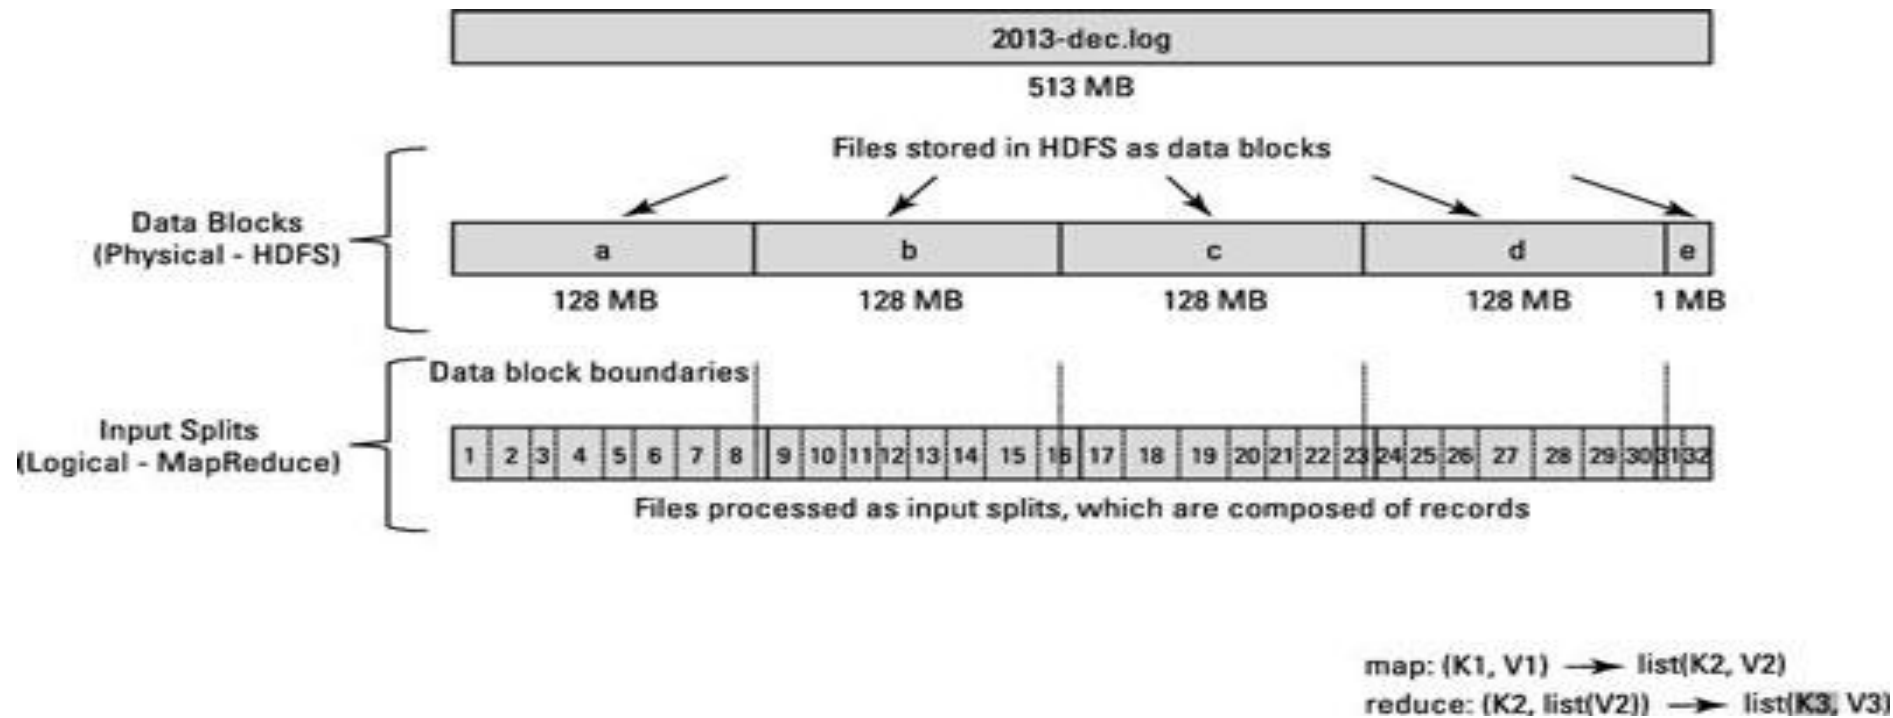 2013-dec.log
513 MB
Files stored in HDFS as data blocks
Data Blocks
(Physical - HDFS)
a b c d e
128 MB 128 MB 128 MB 128 MB 1 MB
Data block boundaries
Input Splits
(Logical - MapReduce)
1 2 3 4 5 6 7 8 9 10 11 12 13 14 15 16 17 18 19 20 21 22 23 24 25 26 27 28 29 30 31 32
Files processed as input splits, which are composed of records
map: (K1, V1) → list(K2, V2)
reduce: (K2, list(V2)) → list(K3, V3)